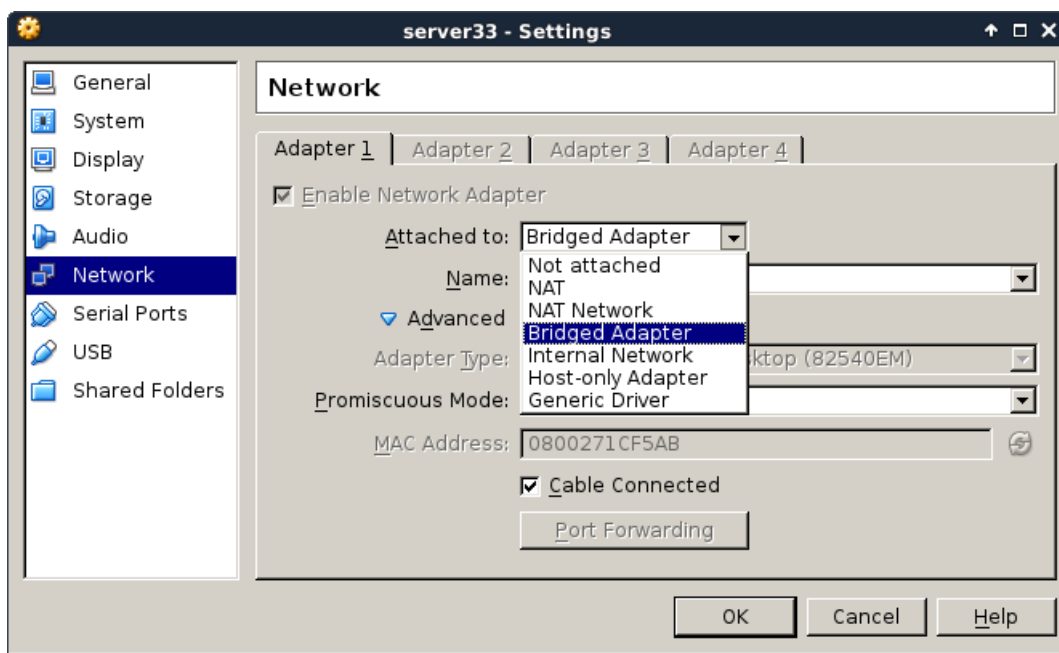 server33 - Settings
General
System
Display
Storage
Audio
Network
Serial Ports
USB
Shared Folders
Network
Adapter 1 Adapter 2 Adapter 3 Adapter 4
Enable Network Adapter
Attached to: Bridged Adapter
Not attached
NAT
NAT Network
Bridged Adapter
Internal Network
Host-only Adapter
Generic Driver
Name:
Advanced
Adapter Type: ktop (82540EM)
Promiscuous Mode:
MAC Address: 0800271CF5AB
Cable Connected
Port Forwarding
OK Cancel Help